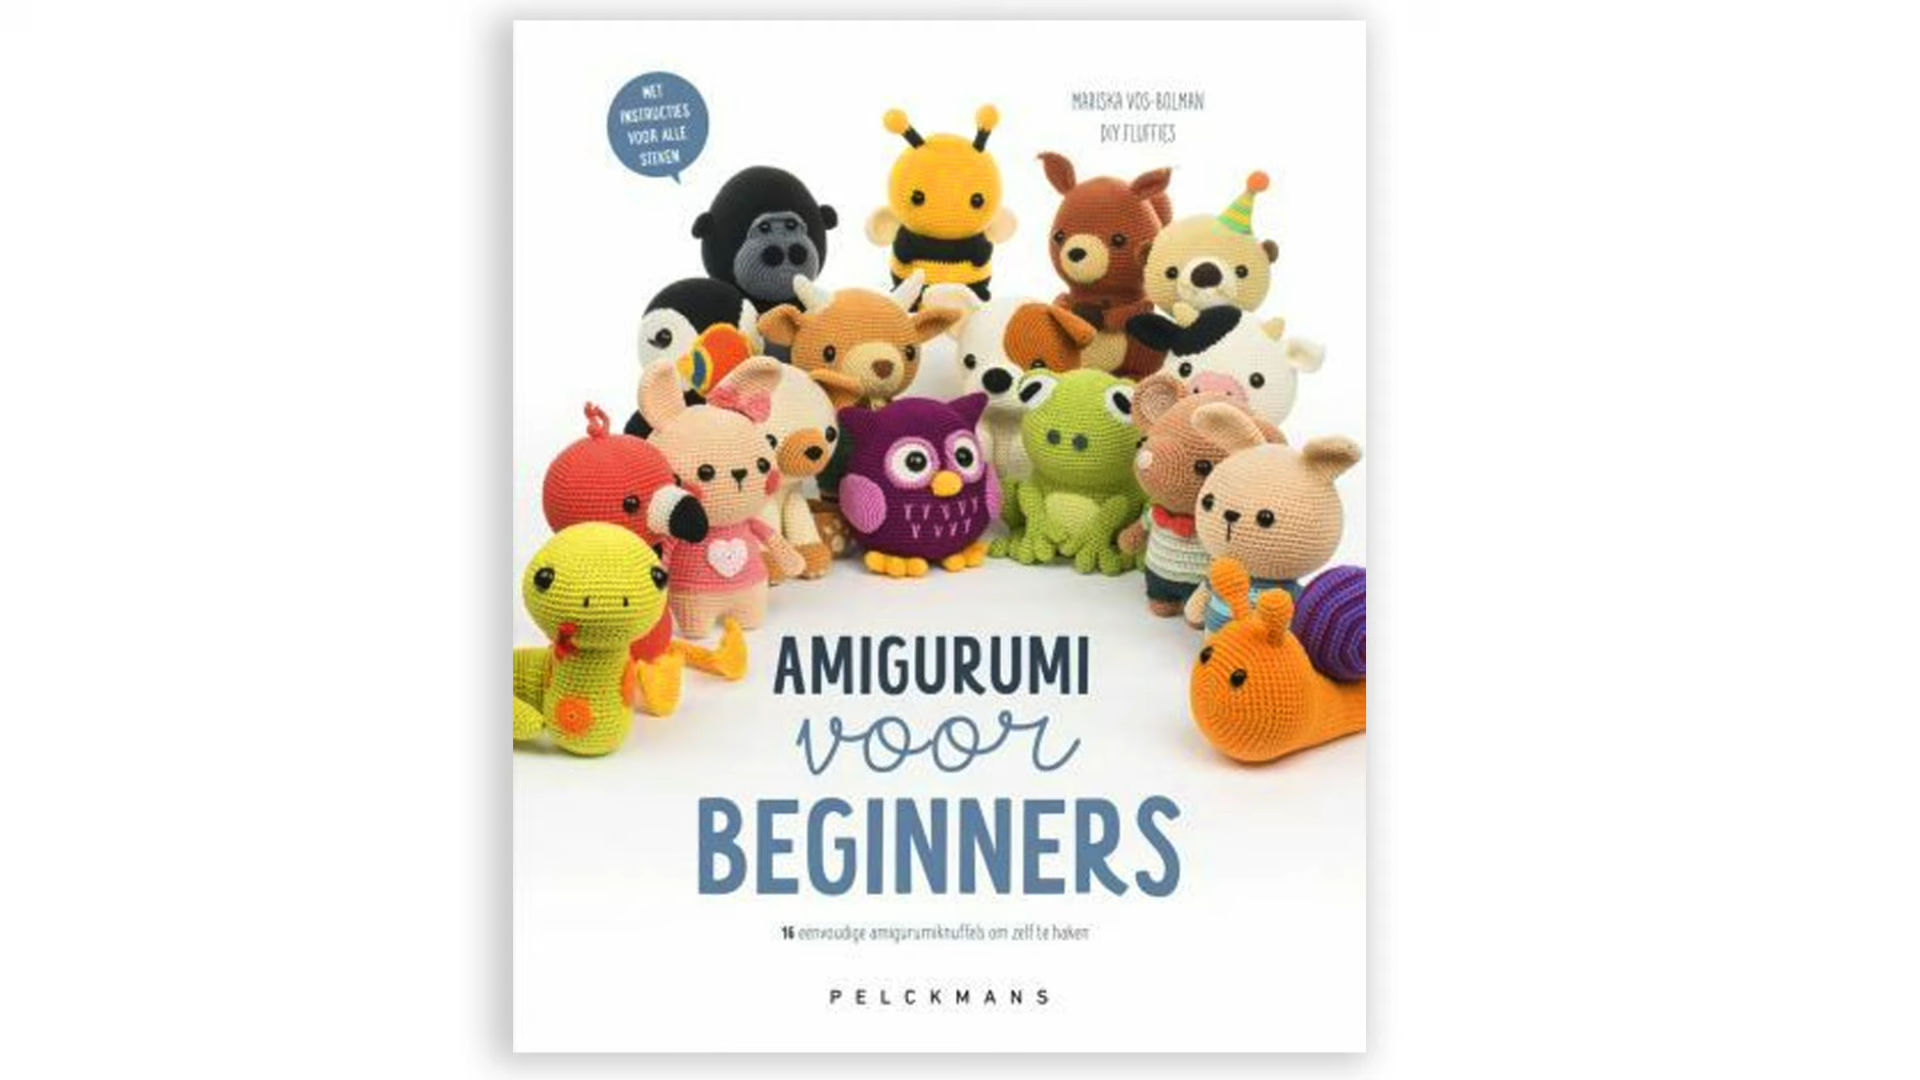 MET
INSTRUCTIES
VOOR ALLE
STEKEN
MARISKA VOS-BOLMAN
DIY FLUFFIES
AMIGURUMI
voor
BEGINNERS
16 eenvoudige amigurumiknuffels om zelf te haken
PELCKMANS